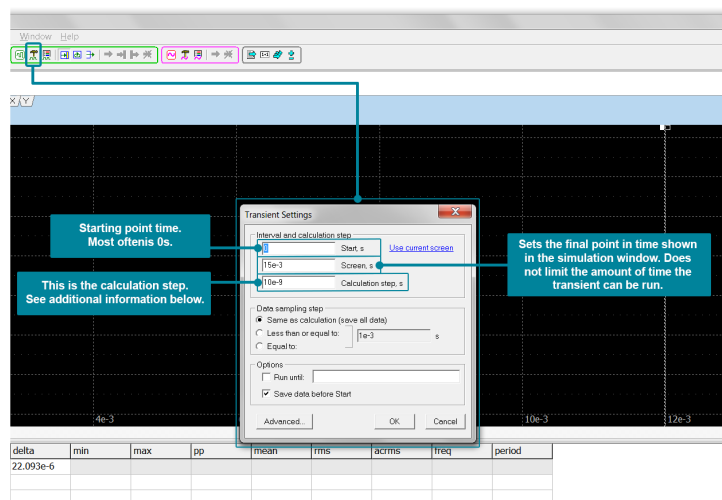 Window Help
X/Y
Transient Settings
Interval and calculation step
0 Start, s Use current screen
15e-3 Screen, s
10e-9 Calculation step, s
Data sampling step
Same as calculation (save all data)
Less than or equal to: 1e-3 s
Equal to:
Options
Run until:
Save data before Start
Advanced... OK Cancel
Starting point time.
Most oftenis 0s.
This is the calculation step.
See additional information below.
Sets the final point in time shown
in the simulation window. Does
not limit the amount of time the
transient can be run.
4e-3 10e-3 12e-3
delta min max pp mean rms acrms freq period
22.093e-6